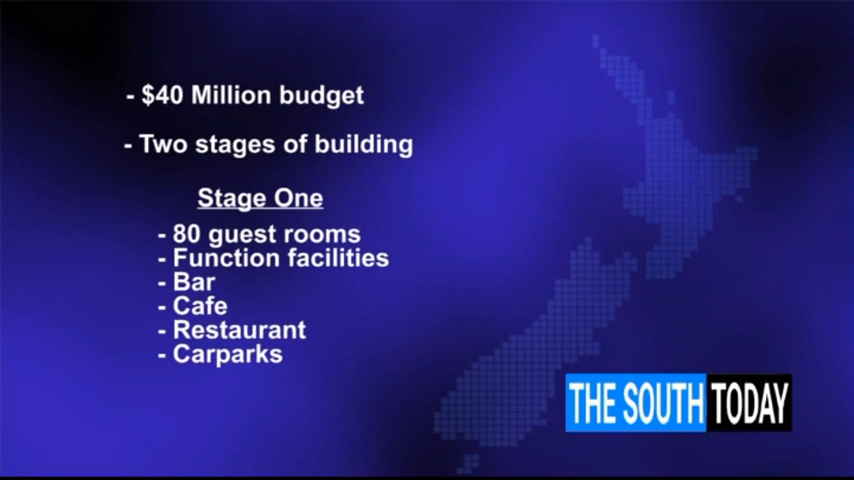 - $40 Million budget
- Two stages of building
Stage One
- 80 guest rooms
- Function facilities
- Bar
- Cafe
- Restaurant
- Carparks
THE SOUTH TODAY